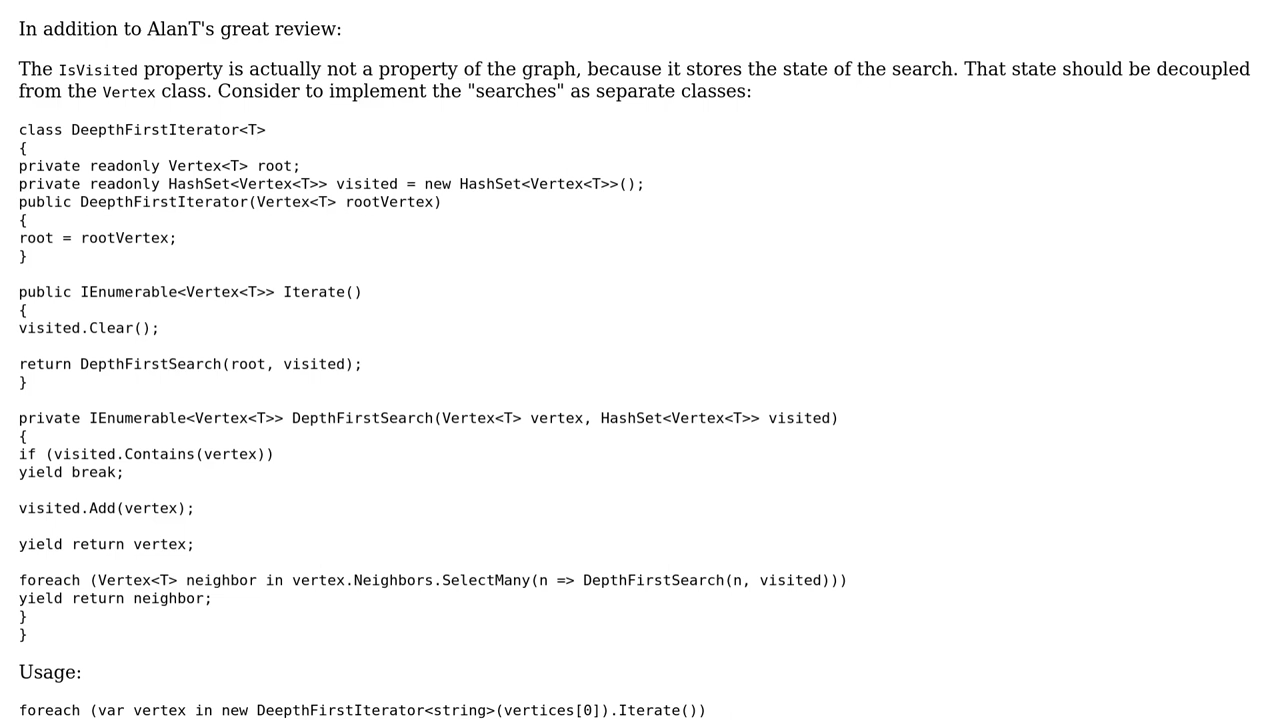 In addition to AlanT's great review:
The IsVisited property is actually not a property of the graph, because it stores the state of the search. That state should be decoupled
from the Vertex class. Consider to implement the "searches" as separate classes:
class DeepthFirstIterator<T>
{
private readonly Vertex<T> root;
private readonly HashSet<Vertex<T>> visited = new HashSet<Vertex<T>>();
public DeepthFirstIterator(Vertex<T> rootVertex)
{
root = rootVertex;
}
public IEnumerable<Vertex<T>> Iterate()
{
visited.Clear();
return DepthFirstSearch(root, visited);
}
private IEnumerable<Vertex<T>> DepthFirstSearch(Vertex<T> vertex, HashSet<Vertex<T>> visited)
{
if (visited.Contains(vertex))
yield break;
visited.Add(vertex);
yield return vertex;
foreach (Vertex<T> neighbor in vertex.Neighbors.SelectMany(n => DepthFirstSearch(n, visited)))
yield return neighbor;
}
}
Usage:
foreach (var vertex in new DeepthFirstIterator<string>(vertices[0]).Iterate())